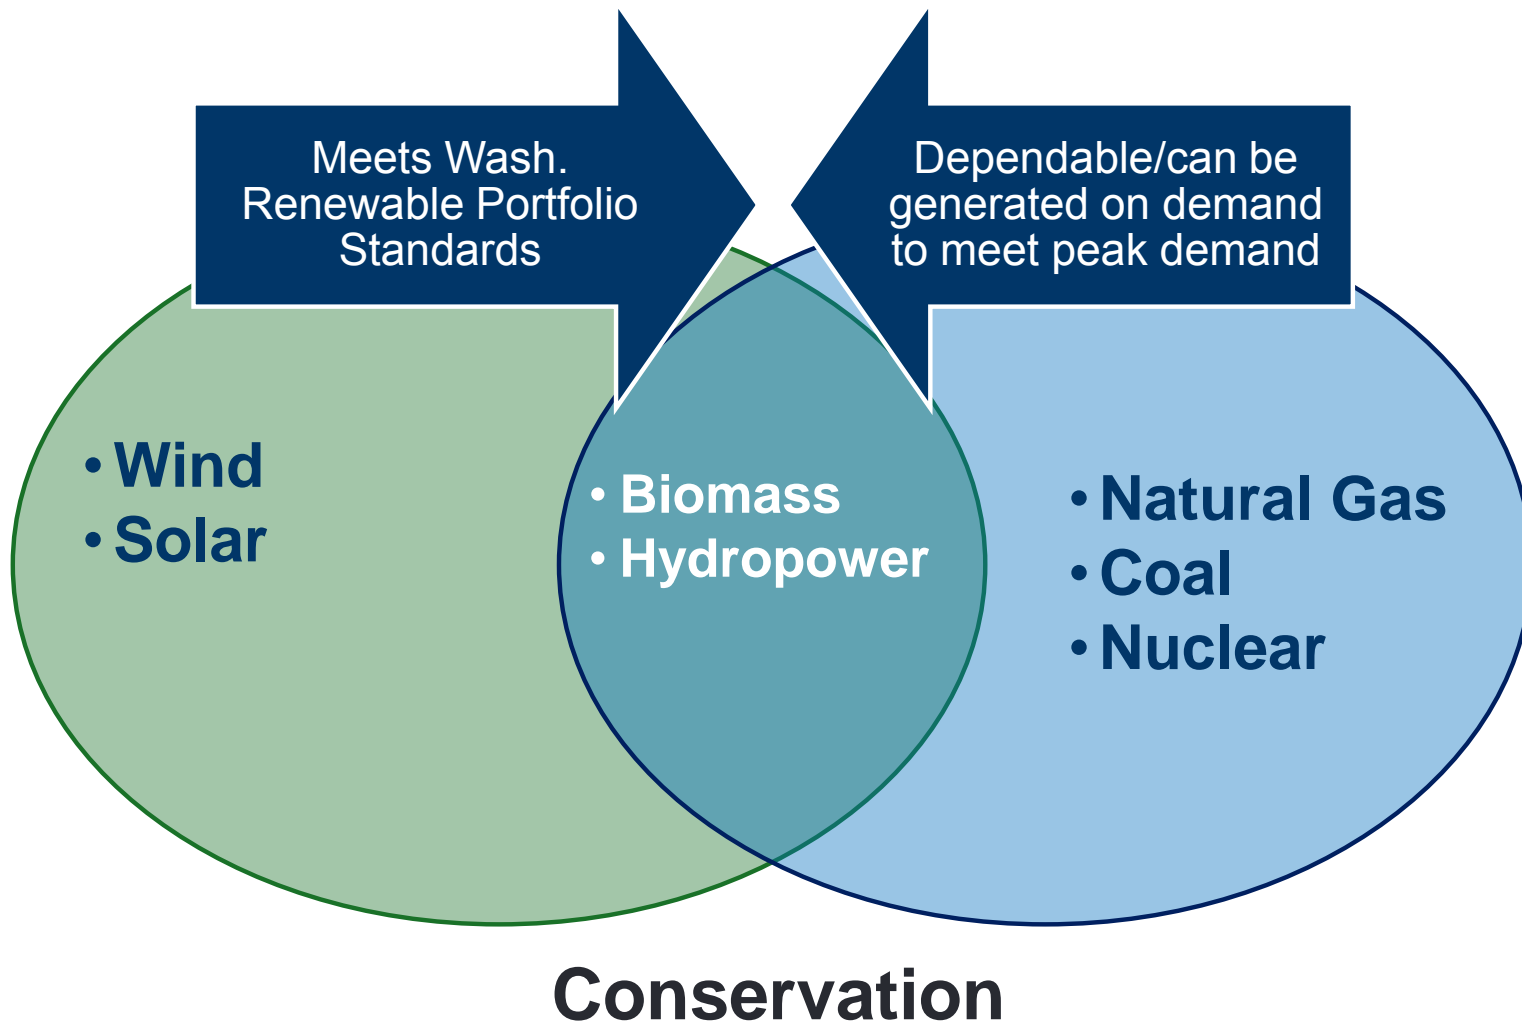 Meets Wash.
Renewable Portfolio
Standards
Dependable/can be
generated on demand
to meet peak demand
• Wind
• Solar
• Biomass
• Hydropower
• Natural Gas
• Coal
• Nuclear
Conservation